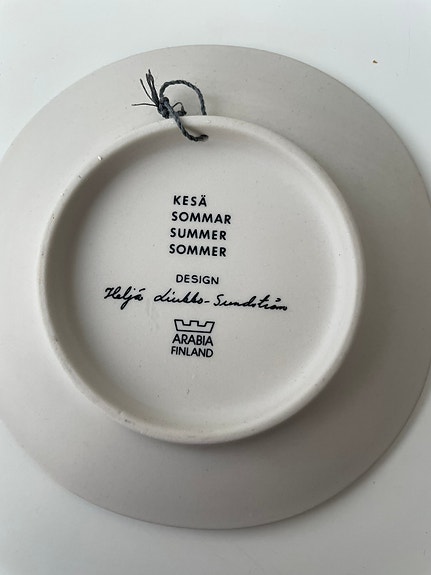 KESÄ
SOMMAR
SUMMER
SOMMER
DESIGN
Heljä Liukko-Sundström
ARABIA
FINLAND